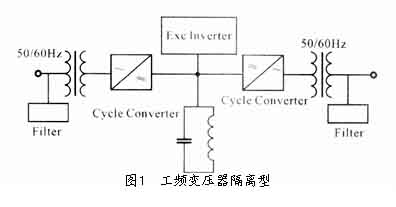 Exc Inverter
50/60Hz
50/60Hz
Cycle Converter
Cycle Converter
Filter
Filter
图1 工频变压器隔离型